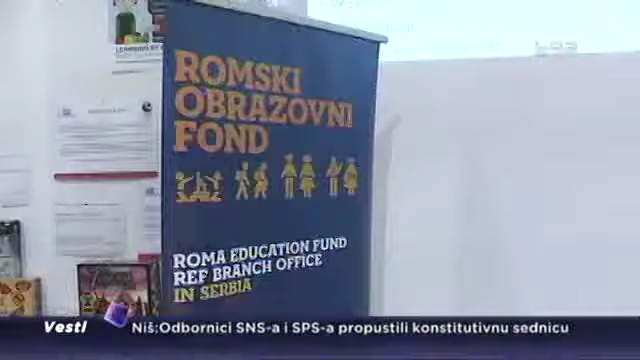 ROMSKI
OBRAZOVNI
FOND
ROMA EDUCATION FUND
REF BRANCH OFFICE
IN SERBIA
Vesti
Niš:Odbornici SNS-a i SPS-a propustili konstitutivnu sednicu